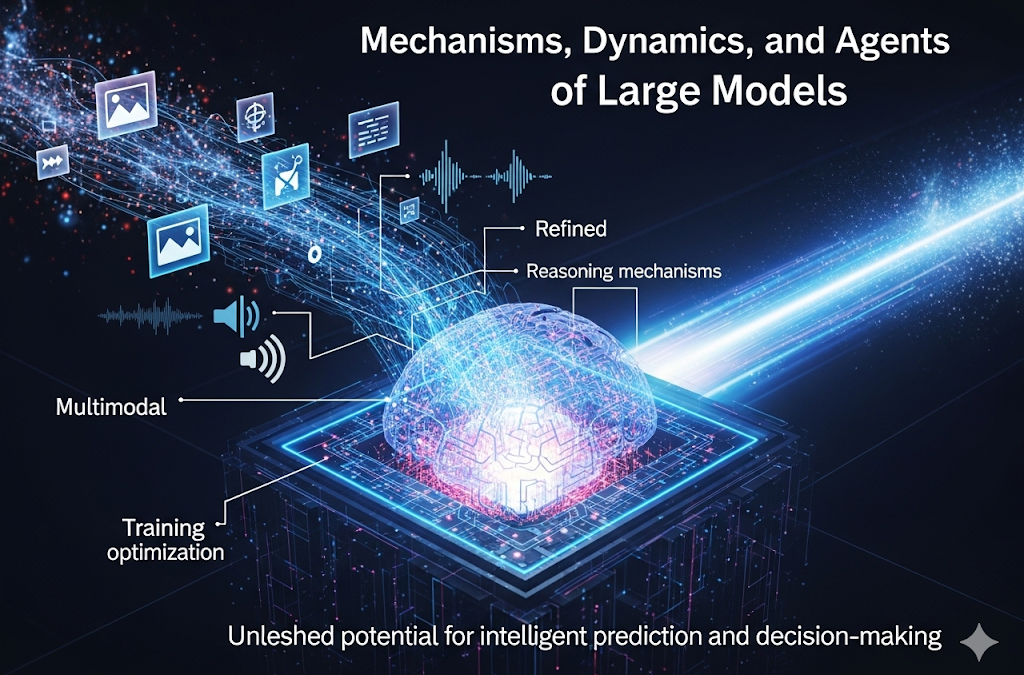 Mechanisms, Dynamics, and Agents
of Large Models
Refined
Reasoning mechanisms
Multimodal
Training
optimization
Unleshed potential for intelligent prediction and decision-making